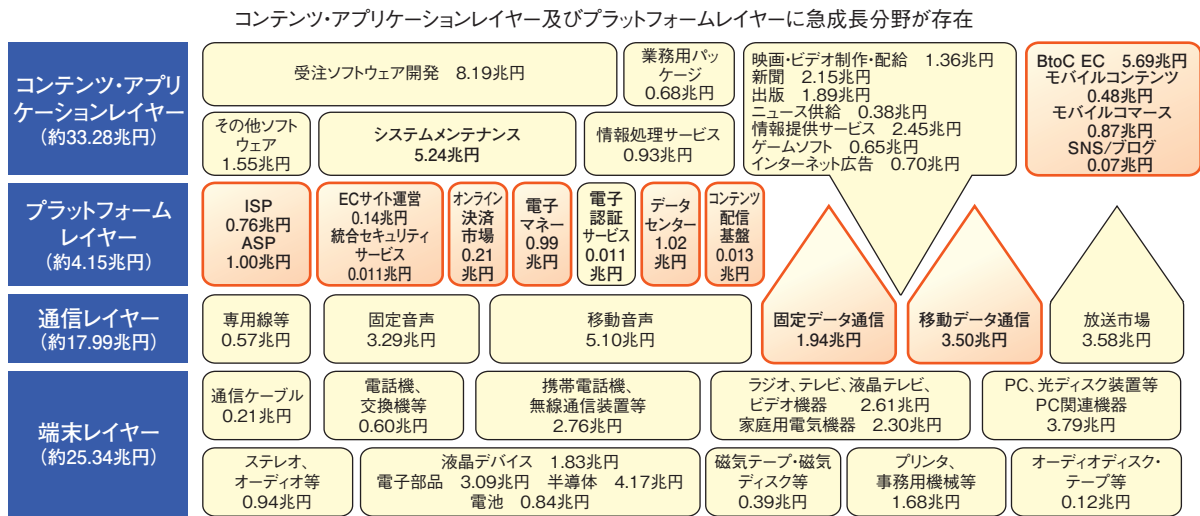 コンテンツ・アプリケーションレイヤー及びプラットフォームレイヤーに急成長分野が存在
コンテンツ・アプリ
ケーションレイヤー
（約33.28兆円）
受注ソフトウェア開発 8.19兆円
業務用パッ
ケージ
0.68兆円
その他ソフト
ウェア
1.55兆円
システムメンテナンス
5.24兆円
情報処理サービス
0.93兆円
映画・ビデオ制作・配給 1.36兆円
新聞 2.15兆円
出版 1.89兆円
ニュース供給 0.38兆円
情報提供サービス 2.45兆円
ゲームソフト 0.65兆円
インターネット広告 0.70兆円
BtoC EC 5.69兆円
モバイルコンテンツ
0.48兆円
モバイルコマース
0.87兆円
SNS/ブログ
0.07兆円
プラットフォーム
レイヤー
（約4.15兆円）
ISP
0.76兆円
ASP
1.00兆円
ECサイト運営
0.14兆円
統合セキュリティ
サービス
0.011兆円
オンライン
決済
市場
0.21
兆円
電子
マネー
0.99
兆円
電子
認証
サービス
0.011
兆円
データ
センター
1.02
兆円
コンテンツ
配信
基盤
0.013
兆円
通信レイヤー
（約17.99兆円）
専用線等
0.57兆円
固定音声
3.29兆円
移動音声
5.10兆円
固定データ通信
1.94兆円
移動データ通信
3.50兆円
放送市場
3.58兆円
端末レイヤー
（約25.34兆円）
通信ケーブル
0.21兆円
電話機、
交換機等
0.60兆円
携帯電話機、
無線通信装置等
2.76兆円
ラジオ、テレビ、液晶テレビ、
ビデオ機器 2.61兆円
家庭用電気機器 2.30兆円
PC、光ディスク装置等
PC関連機器
3.79兆円
ステレオ、
オーディオ等
0.94兆円
液晶デバイス 1.83兆円
電子部品 3.09兆円 半導体 4.17兆円
電池 0.84兆円
磁気テープ・磁気
ディスク等
0.39兆円
プリンタ、
事務用機械等
1.68兆円
オーディオディスク・
テープ等
0.12兆円